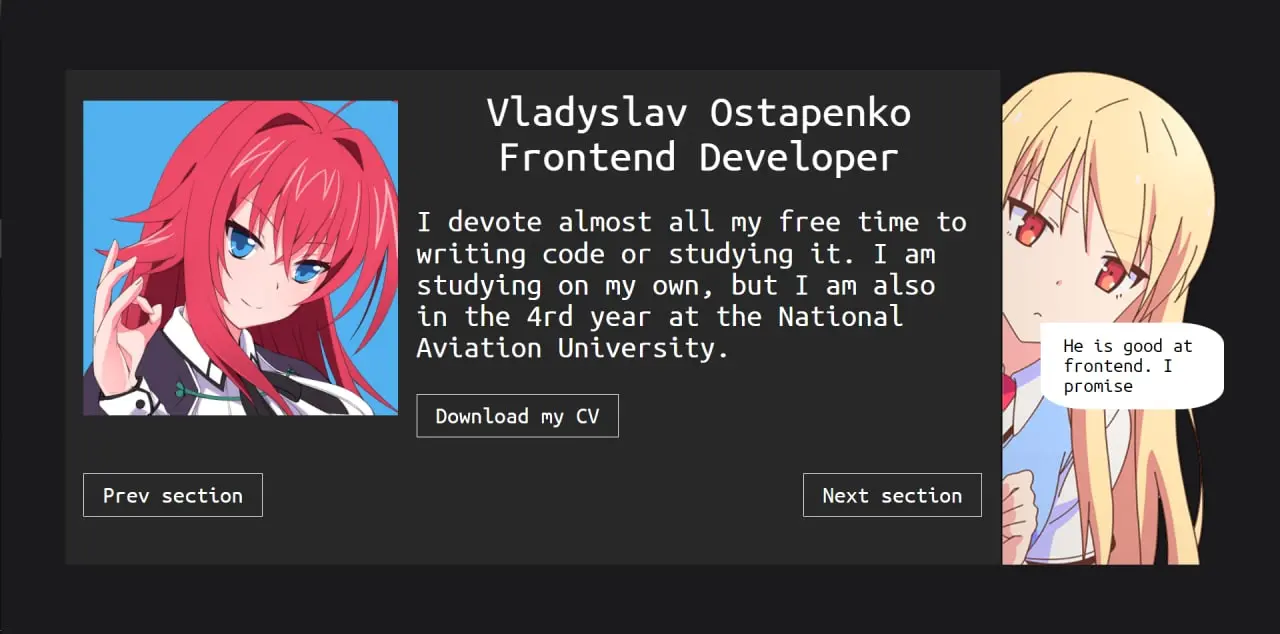 Vladyslav Ostapenko
Frontend Developer
I devote almost all my free time to
writing code or studying it. I am
studying on my own, but I am also
in the 4rd year at the National
Aviation University.
Download my CV
He is good at
frontend. I
promise
Prev section
Next section